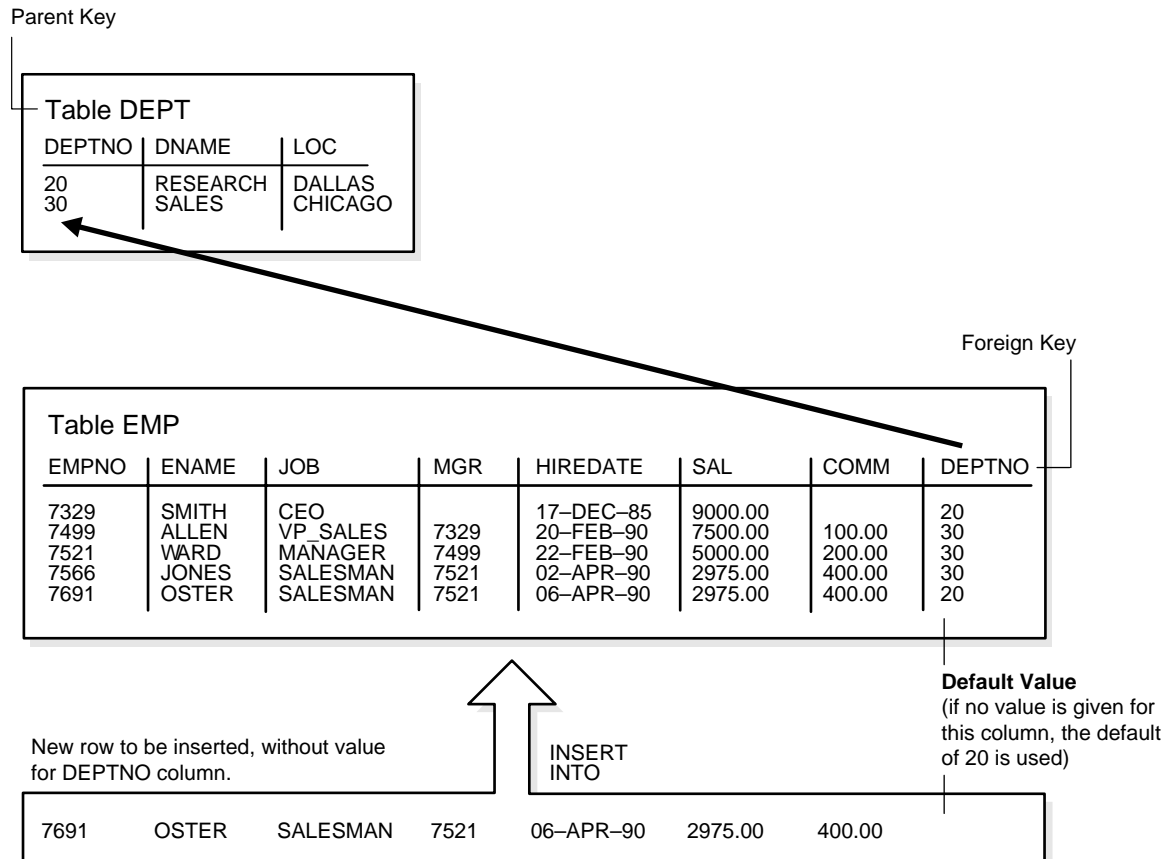 Parent Key
Table DEPT
DEPTNO DNAME LOC
20 RESEARCH DALLAS
30 SALES CHICAGO
Foreign Key
Table EMP
EMPNO ENAME JOB MGR HIREDATE SAL COMM DEPTNO
7329 SMITH CEO 17–DEC–85 9000.00 20
7499 ALLEN VP_SALES 7329 20–FEB–90 7500.00 100.00 30
7521 WARD MANAGER 7499 22–FEB–90 5000.00 200.00 30
7566 JONES SALESMAN 7521 02–APR–90 2975.00 400.00 30
7691 OSTER SALESMAN 7521 06–APR–90 2975.00 400.00 20
Default Value
(if no value is given for
this column, the default
of 20 is used)
New row to be inserted, without value
for DEPTNO column.
INSERT
INTO
7691 OSTER SALESMAN 7521 06–APR–90 2975.00 400.00